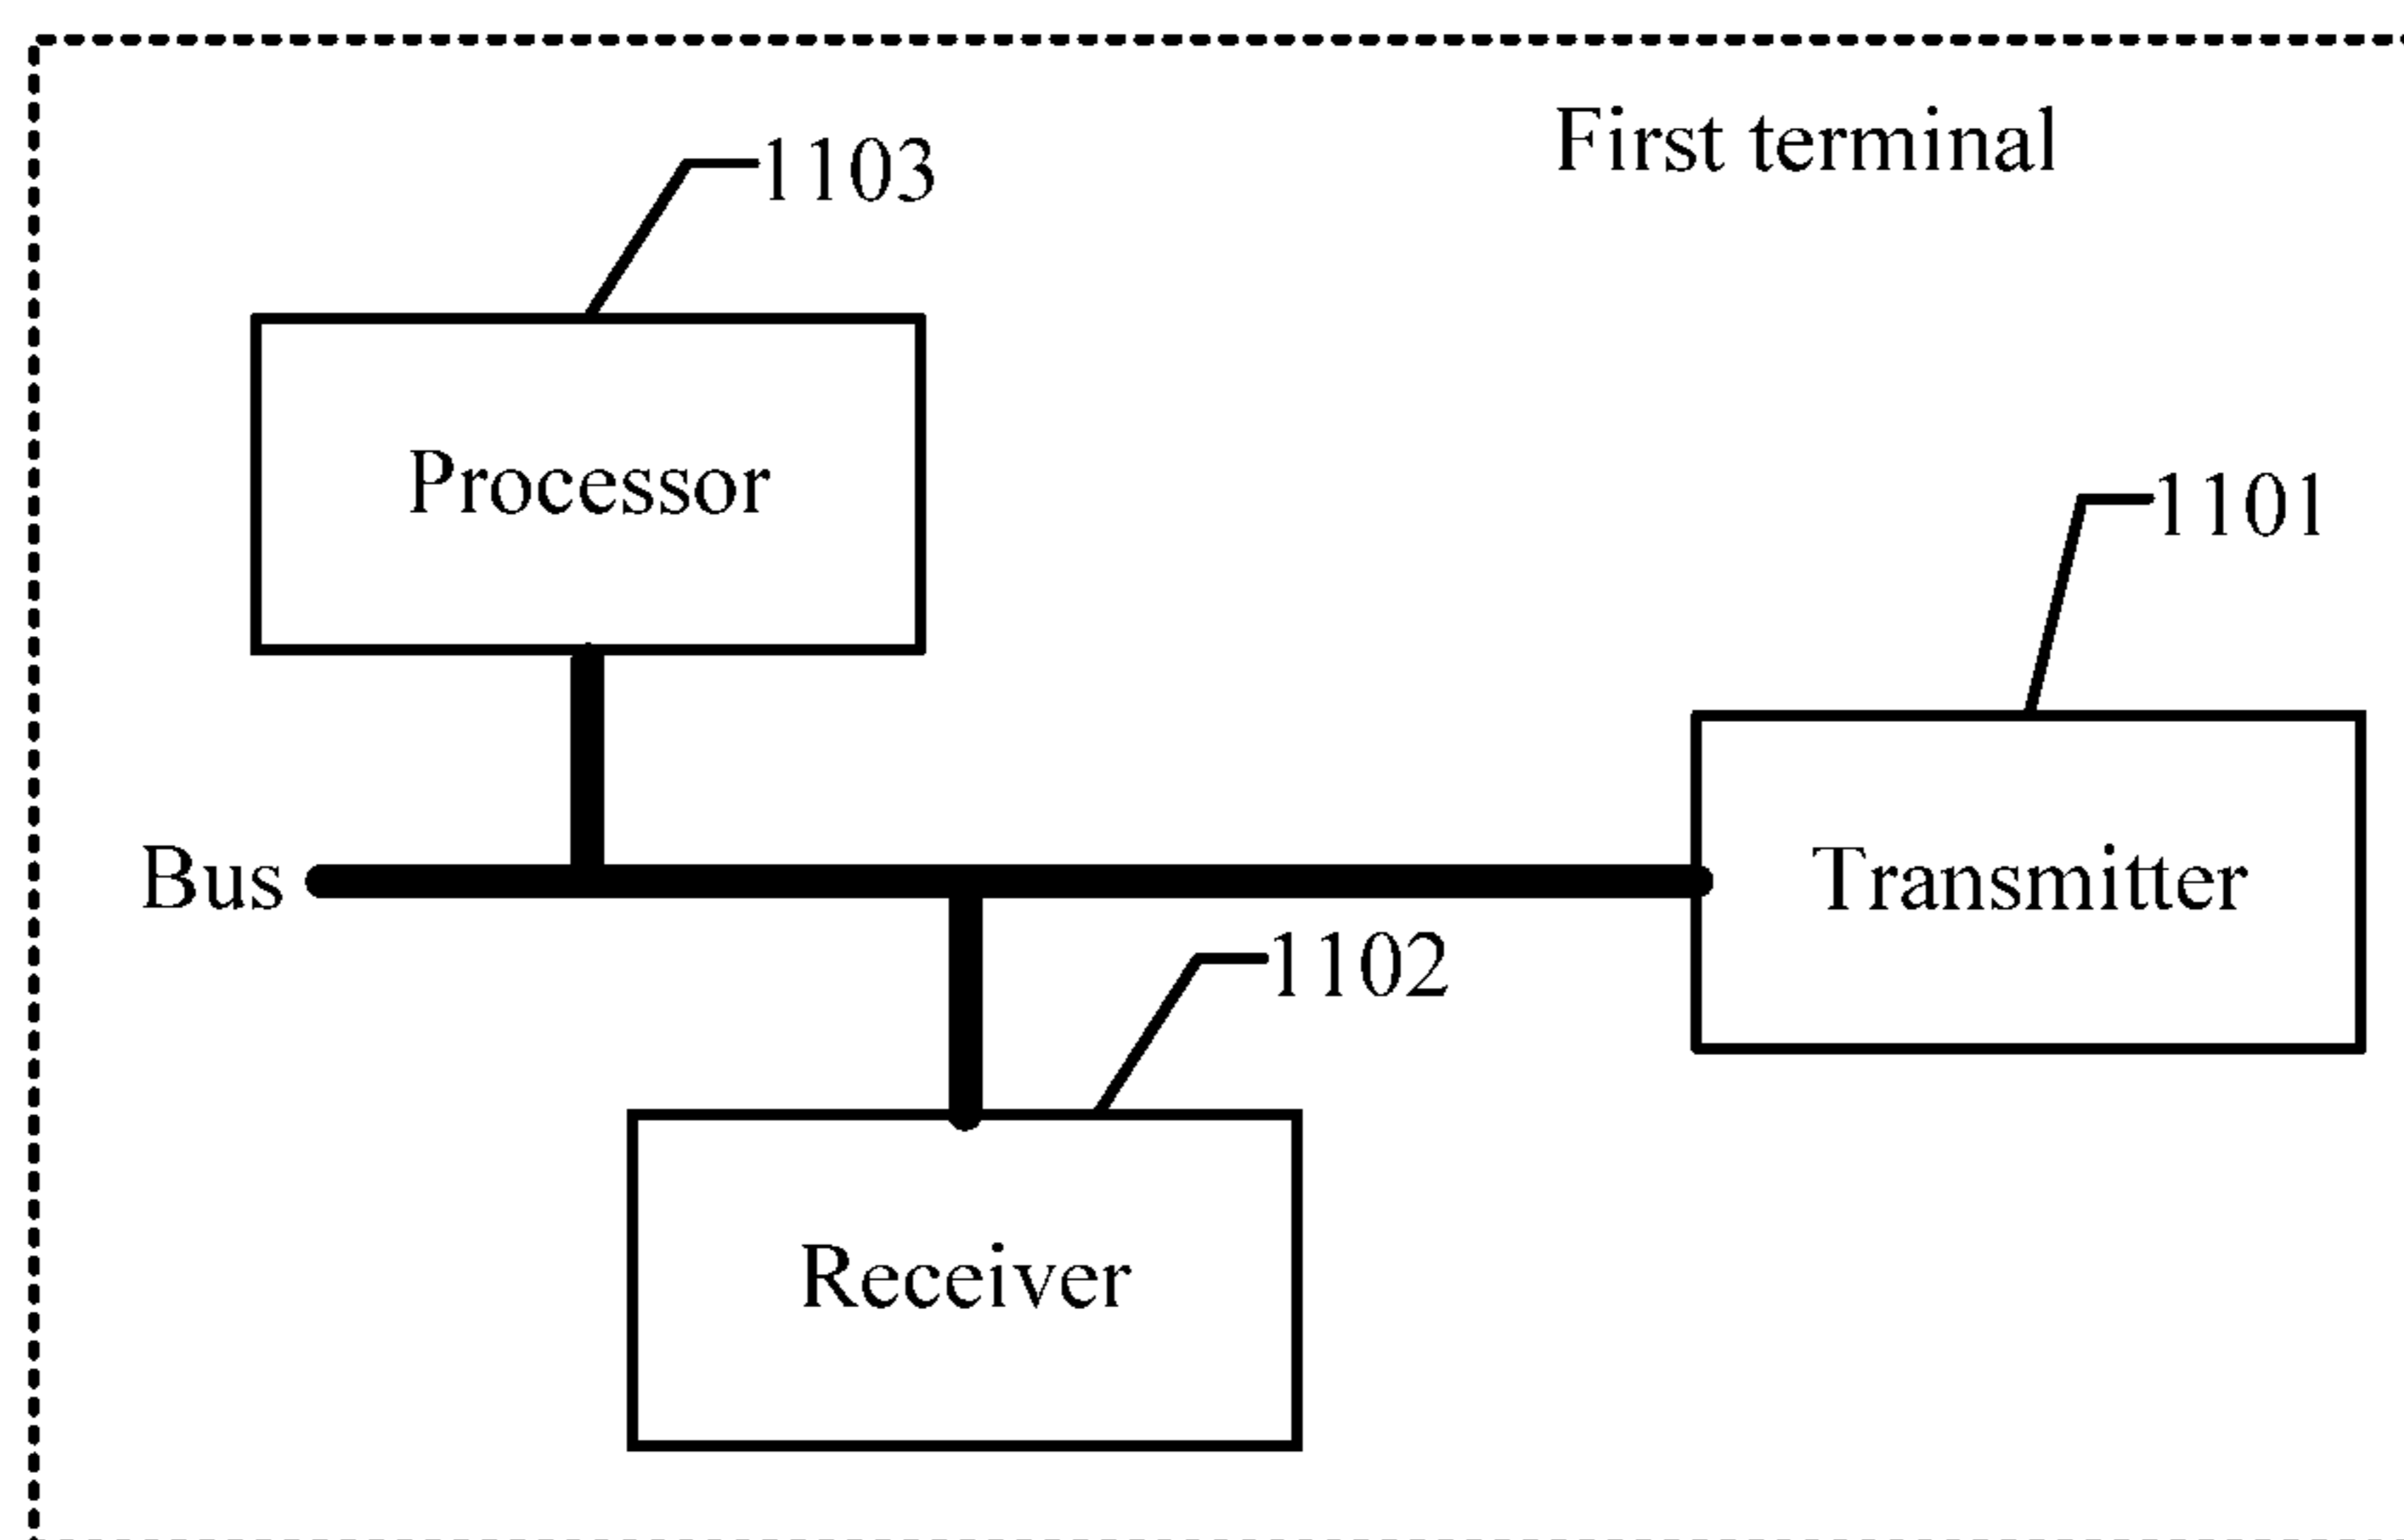 First terminal
1103
Processor
1101
Bus
Transmitter
1102
Receiver